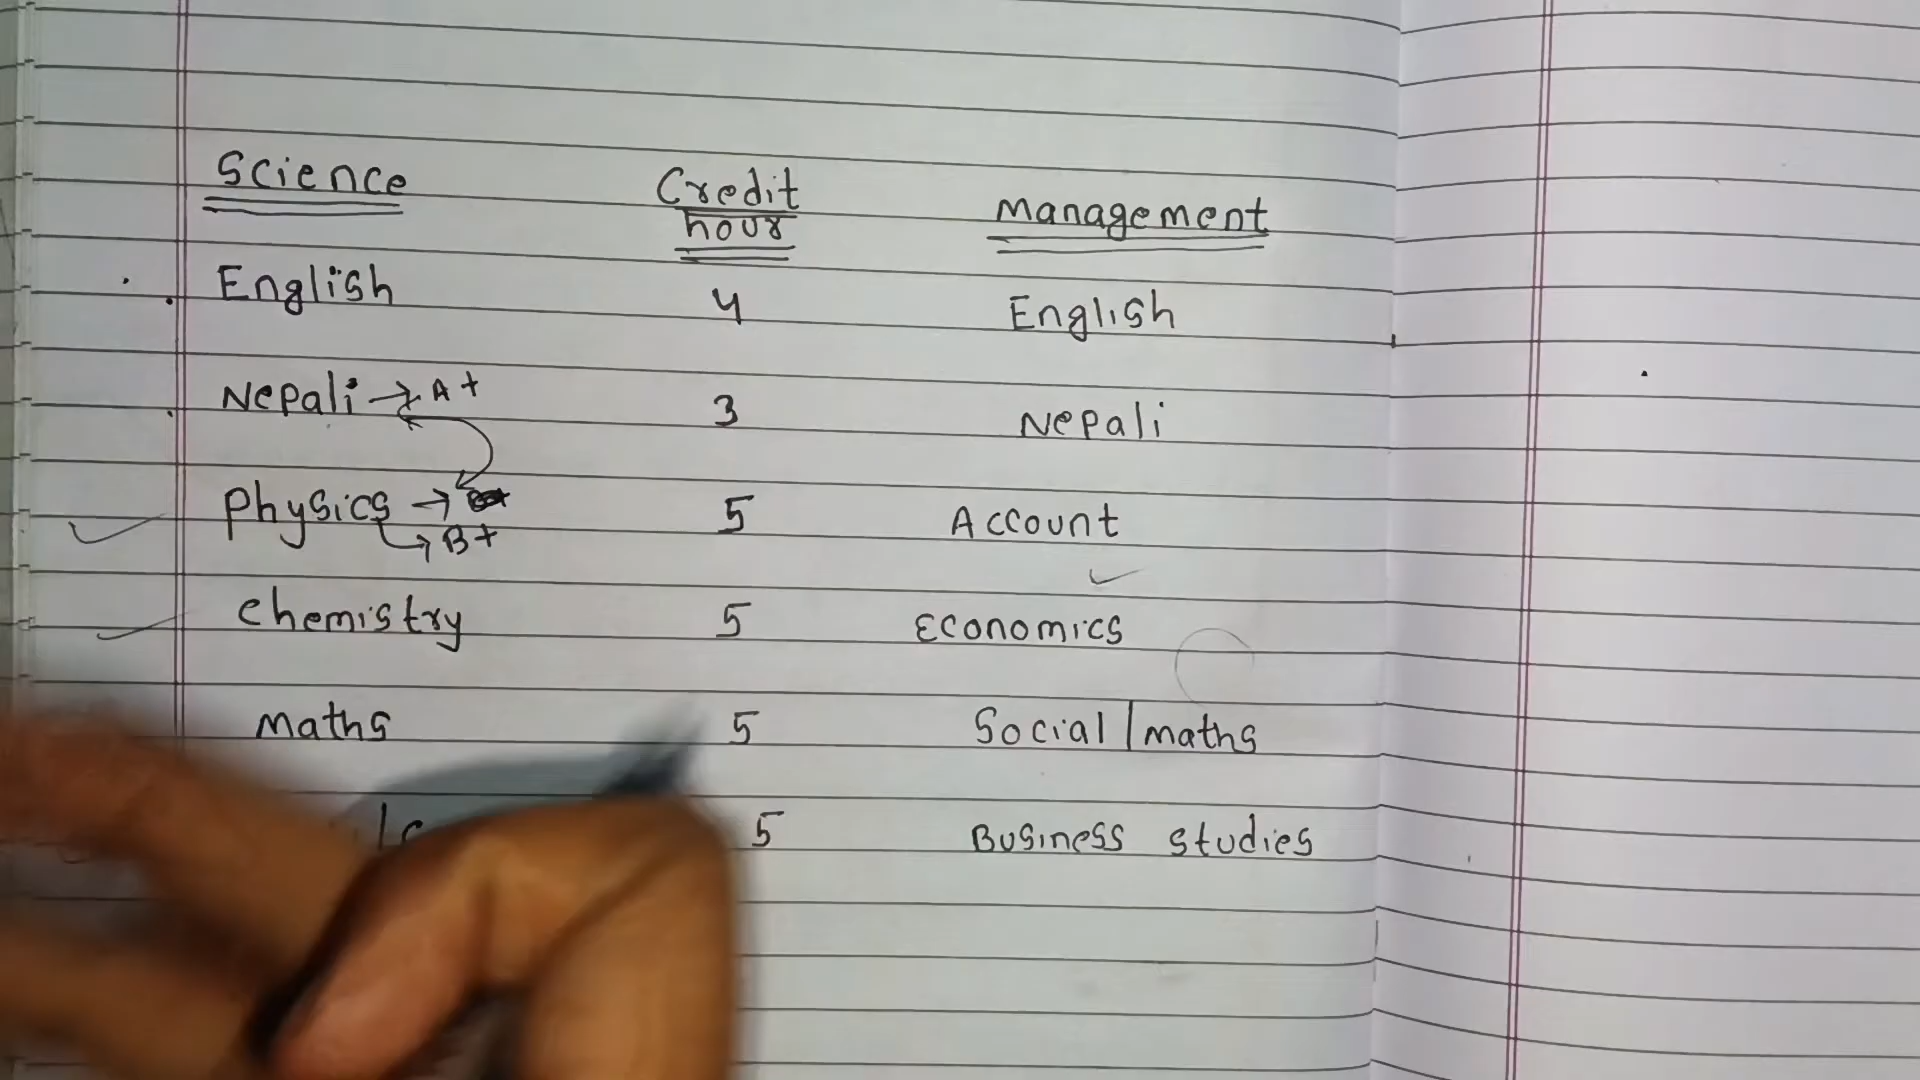 Science Credit hour Management
English 4 English
Nepali → A+ 3 Nepali
Physics → B+ 5 Account
Chemistry 5 Economics
Maths 5 Social | maths
5 Business studies